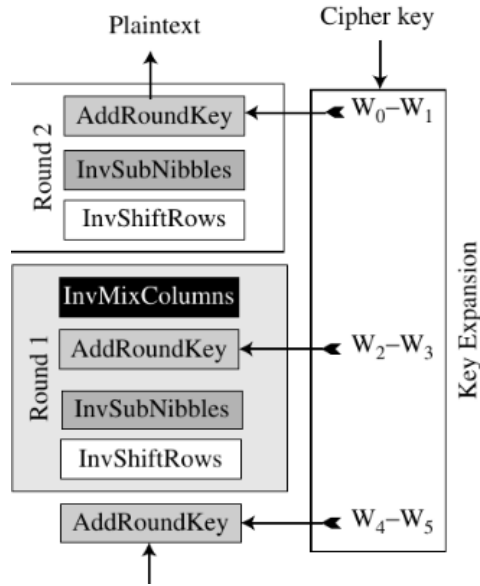 Plaintext
Cipher key
AddRoundKey
W0–W1
Round 2
InvSubNibbles
InvShiftRows
InvMixColumns
Key Expansion
Round 1
AddRoundKey
W2–W3
InvSubNibbles
InvShiftRows
AddRoundKey
W4–W5